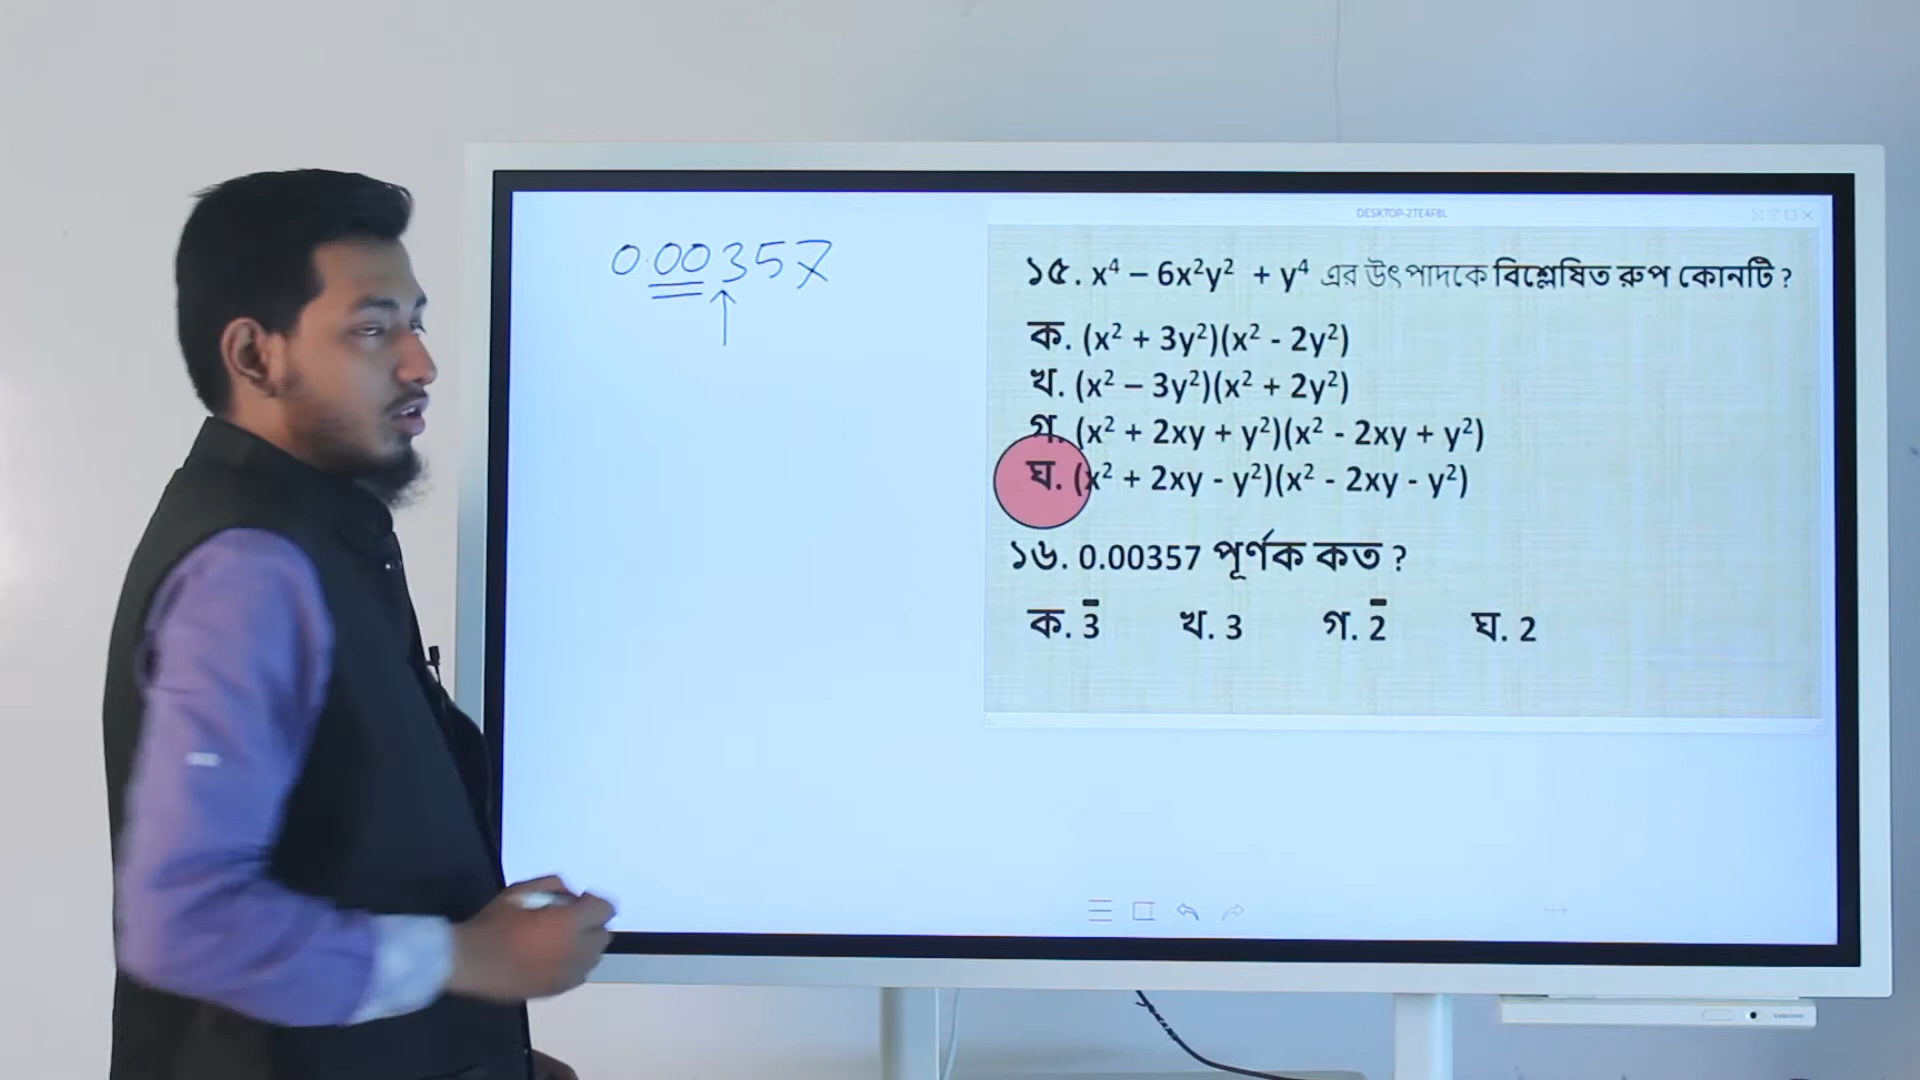 0.00357
DESKTOP-2TE4F8L
১৫. x⁴ – 6x²y² + y⁴ এর উৎপাদকে বিশ্লেষিত রুপ কোনটি ?
ক. (x² + 3y²)(x² - 2y²)
খ. (x² – 3y²)(x² + 2y²)
গ. (x² + 2xy + y²)(x² - 2xy + y²)
ঘ. (x² + 2xy - y²)(x² - 2xy - y²)
১৬. 0.00357 পূর্ণক কত ?
ক. 3̄ খ. 3 গ. 2̄ ঘ. 2